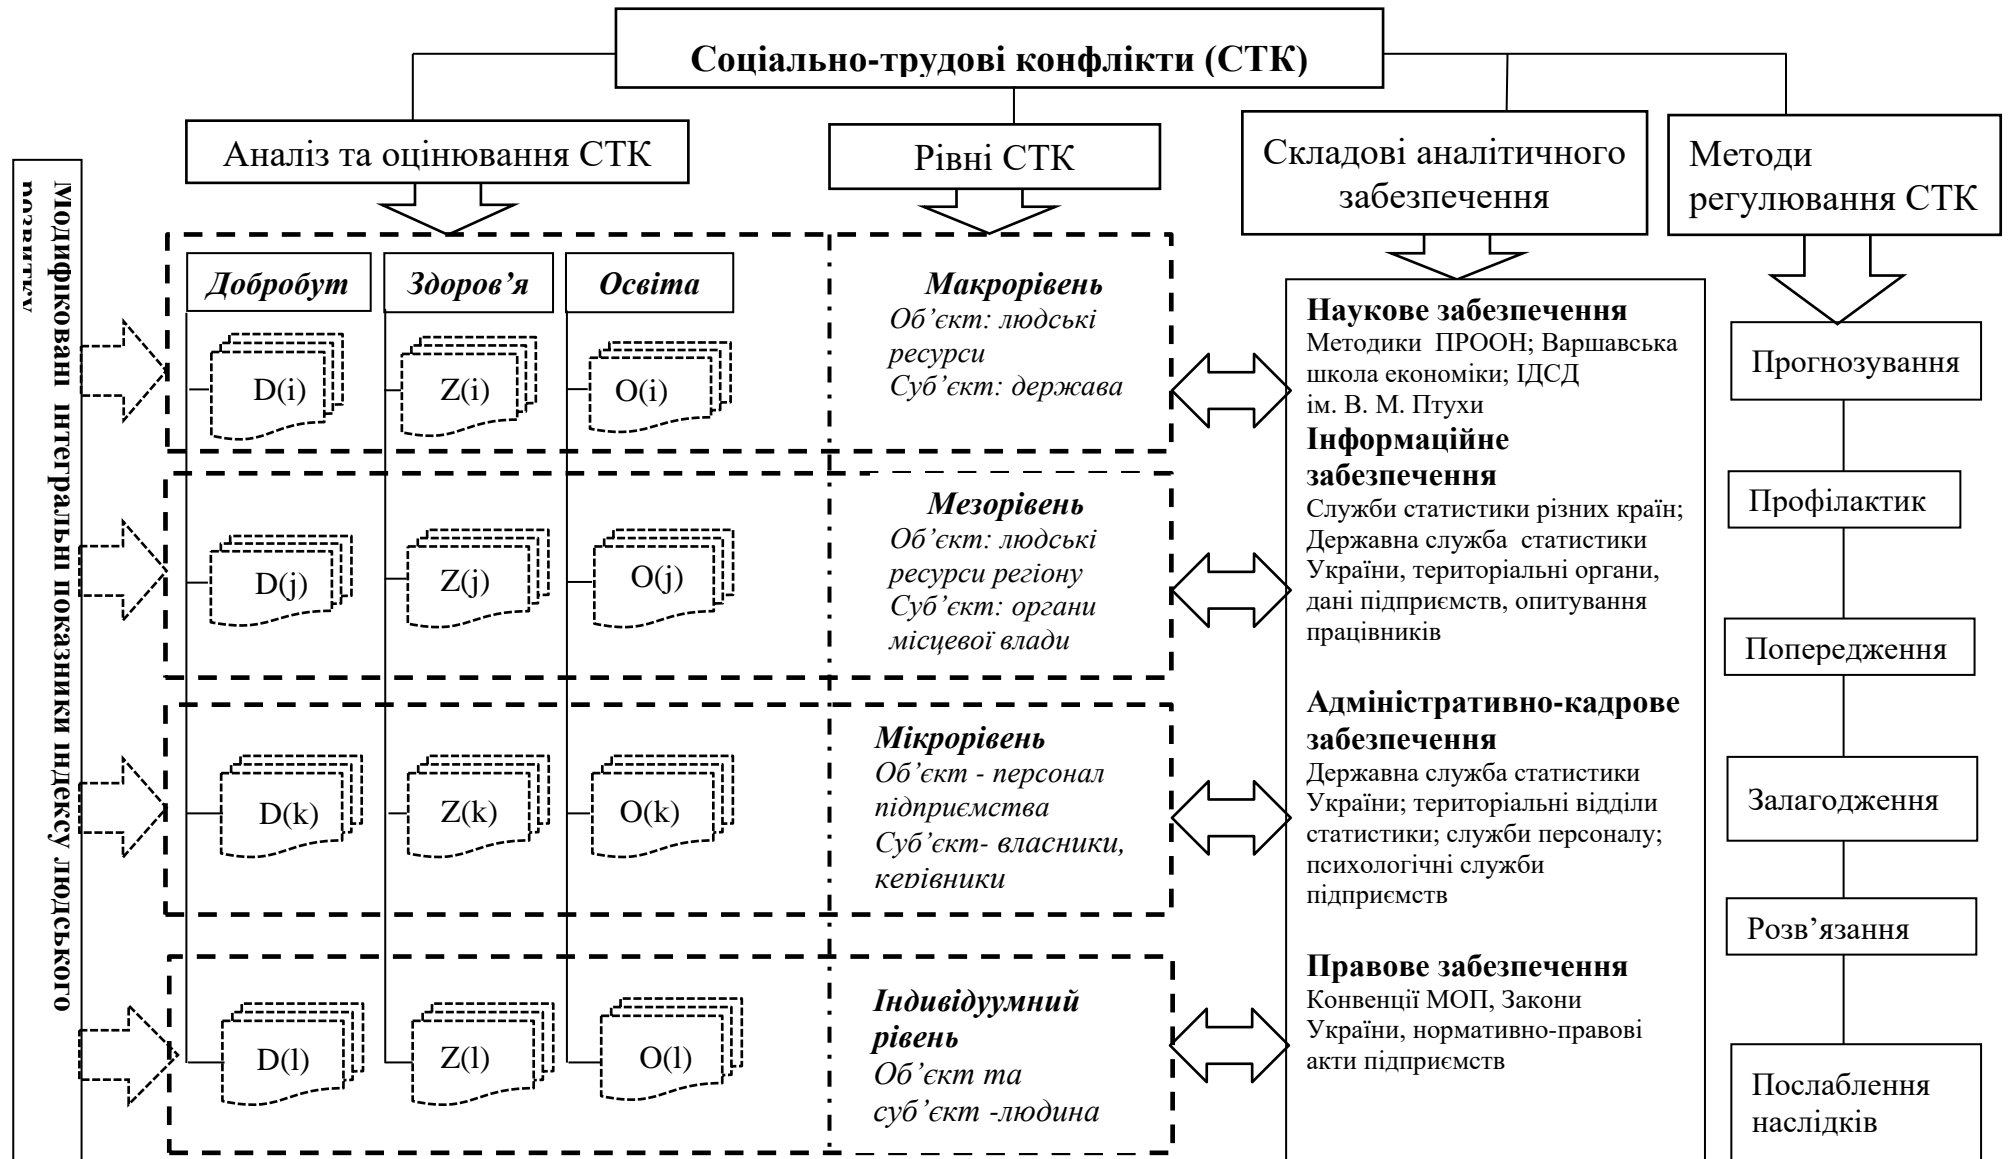 Соціально-трудові конфлікти (СТК)
Аналіз та оцінювання СТК
Рівні СТК
Складові аналітичного
забезпечення
Методи
регулювання СТК
Модифіковані інтегральні показники індексу людського
розвитку
Добробут
Здоров’я
Освіта
D(i)
Z(i)
O(i)
Макрорівень
Об’єкт: людські
ресурси
Суб’єкт: держава
D(j)
Z(j)
O(j)
Мезорівень
Об’єкт: людські
ресурси регіону
Суб’єкт: органи
місцевої влади
D(k)
Z(k)
O(k)
Мікрорівень
Об’єкт - персонал
підприємства
Суб’єкт- власники,
керівники
D(l)
Z(l)
O(l)
Індивідуумний
рівень
Об’єкт та
суб’єкт -людина
Наукове забезпечення
Методики ПРООН; Варшавська
школа економіки; ІДСД
ім. В. М. Птухи
Інформаційне
забезпечення
Служби статистики різних країн;
Державна служба статистики
України, територіальні органи,
дані підприємств, опитування
працівників
Адміністративно-кадрове
забезпечення
Державна служба статистики
України; територіальні відділи
статистики; служби персоналу;
психологічні служби
підприємств
Правове забезпечення
Конвенції МОП, Закони
України, нормативно-правові
акти підприємств
Прогнозування
Профілактик
Попередження
Залагодження
Розв’язання
Послаблення
наслідків